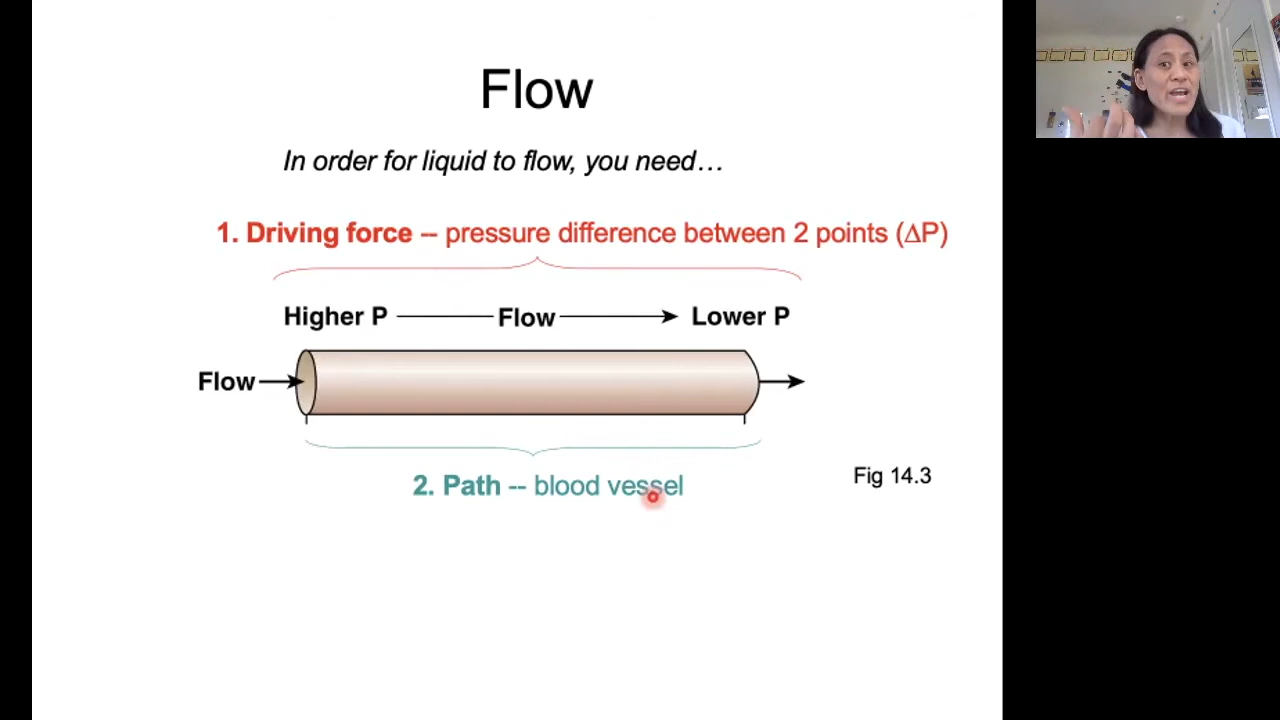 Flow
In order for liquid to flow, you need…
1. Driving force -- pressure difference between 2 points (ΔP)
Higher P Flow Lower P
Flow
2. Path -- blood vessel
Fig 14.3